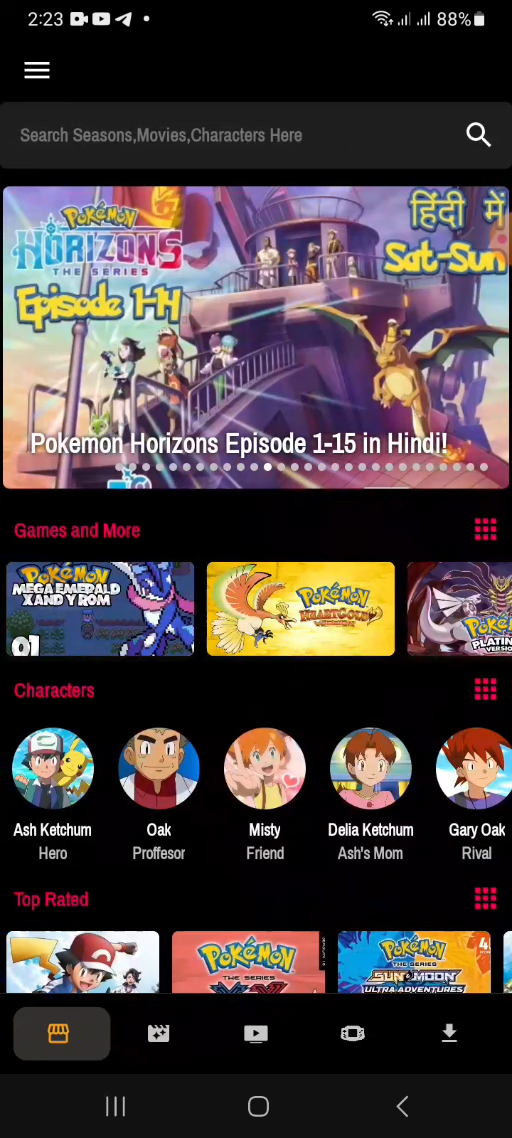 2:23
88%
Search Seasons,Movies,Characters Here
POKéMON
HORIZONS
THE SERIES
हिंदी में
Sat-Sun
Episode 1-14
Pokemon Horizons Episode 1-15 in Hindi!
Games and More
POKéMON
MEGA EMERALD
X AND Y ROM
01
POKéMON
HEARTGOLD
PLATIN
VERSIO
Characters
Ash Ketchum
Oak
Misty
Delia Ketchum
Gary Oak
Hero
Proffesor
Friend
Ash's Mom
Rival
Top Rated
POKéMON
THE SERIES
XY
POKéMON
THE SERIES
SUN & MOON
ULTRA ADVENTURES